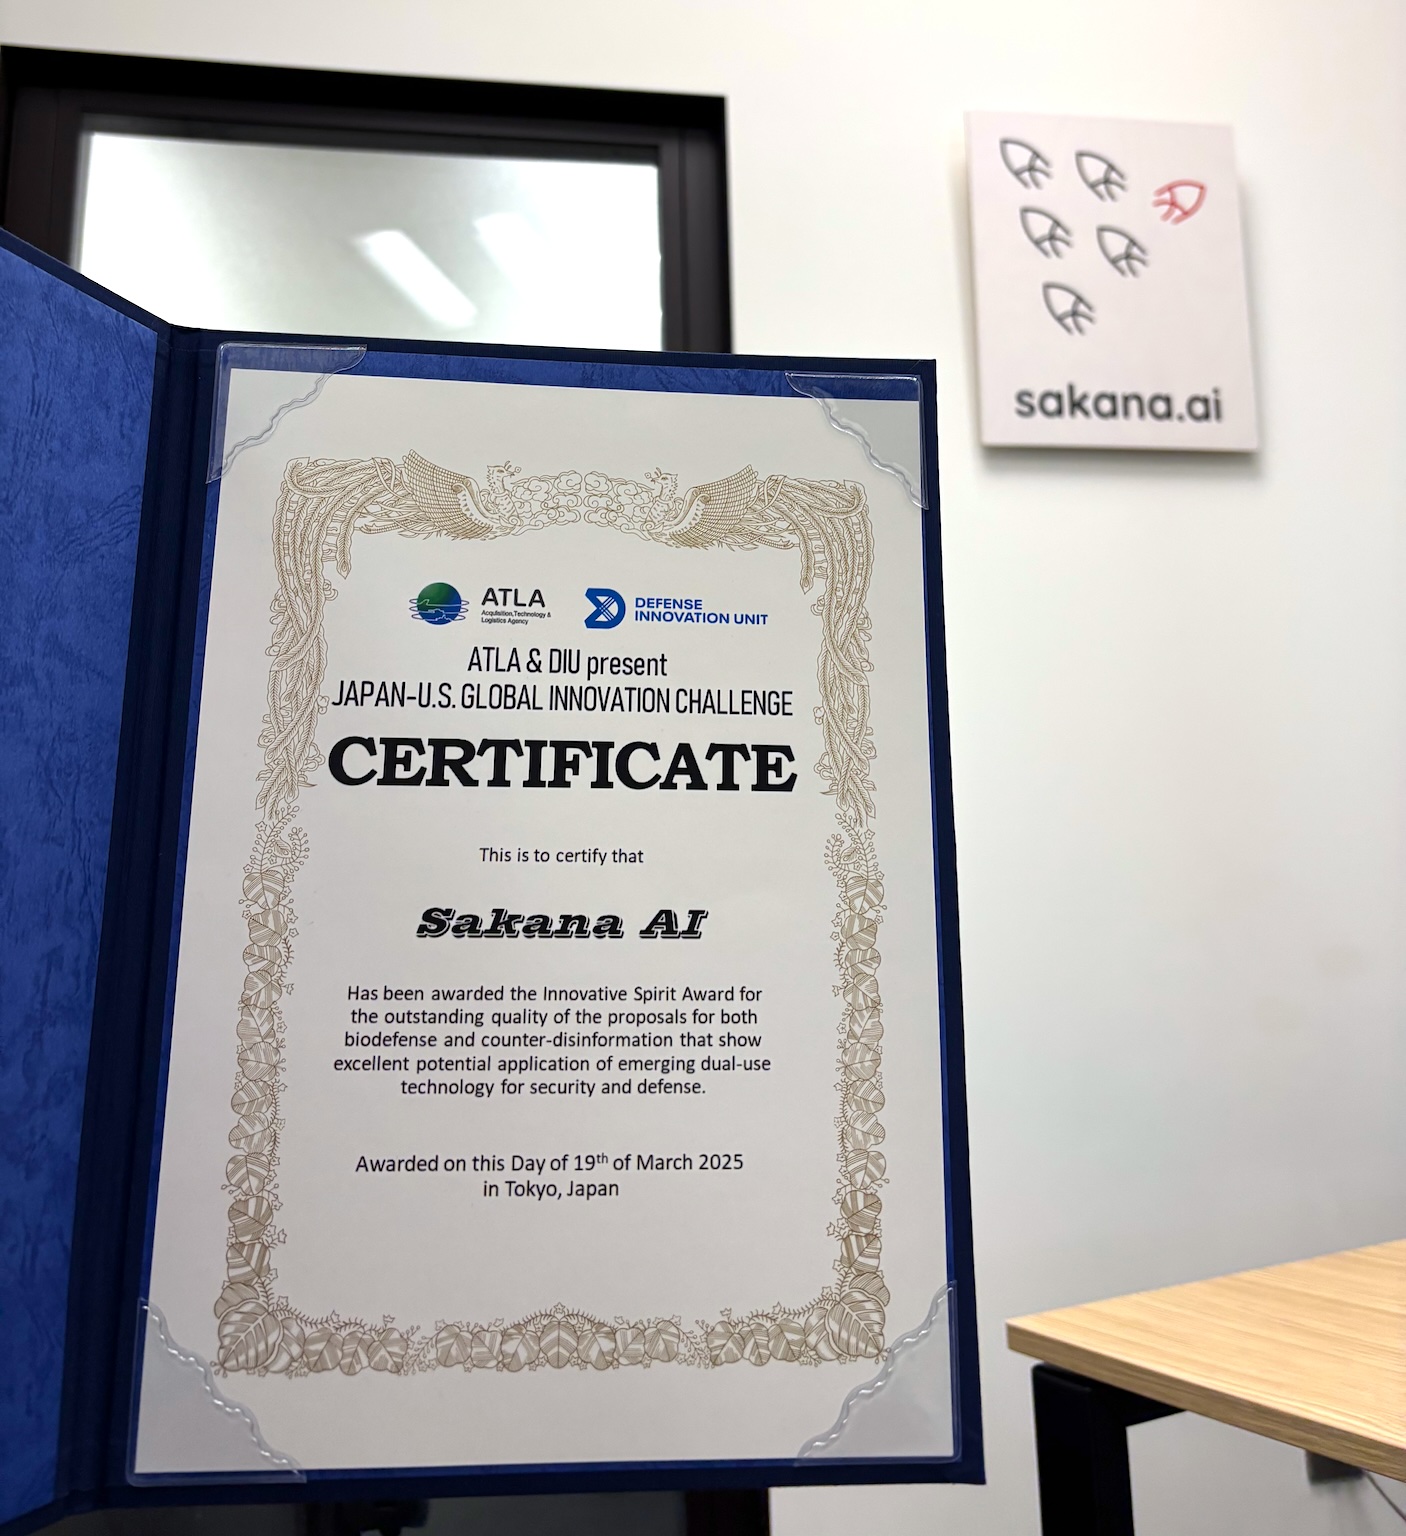 sakana.ai
ATLA
Acquisition, Technology &
Logistics Agency
DEFENSE
INNOVATION UNIT
ATLA & DIU present
JAPAN-U.S. GLOBAL INNOVATION CHALLENGE
CERTIFICATE
This is to certify that
Sakana AI
Has been awarded the Innovative Spirit Award for
the outstanding quality of the proposals for both
biodefense and counter-disinformation that show
excellent potential application of emerging dual-use
technology for security and defense.
Awarded on this Day of 19th of March 2025
in Tokyo, Japan